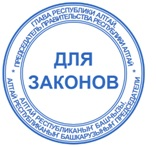 ГЛАВА РЕСПУБЛИКИ АЛТАЙ,
ПРЕДСЕДАТЕЛЬ ПРАВИТЕЛЬСТВА РЕСПУБЛИКИ АЛТАЙ
ДЛЯ
ЗАКОНОВ
АЛТАЙ РЕСПУБЛИКАНЫҤ БАШЧЫЗЫ,
АЛТАЙ РЕСПУБЛИКАНЫҤ БАШКАРУЗЫНЫҤ ПРЕДСЕДАТЕЛИ